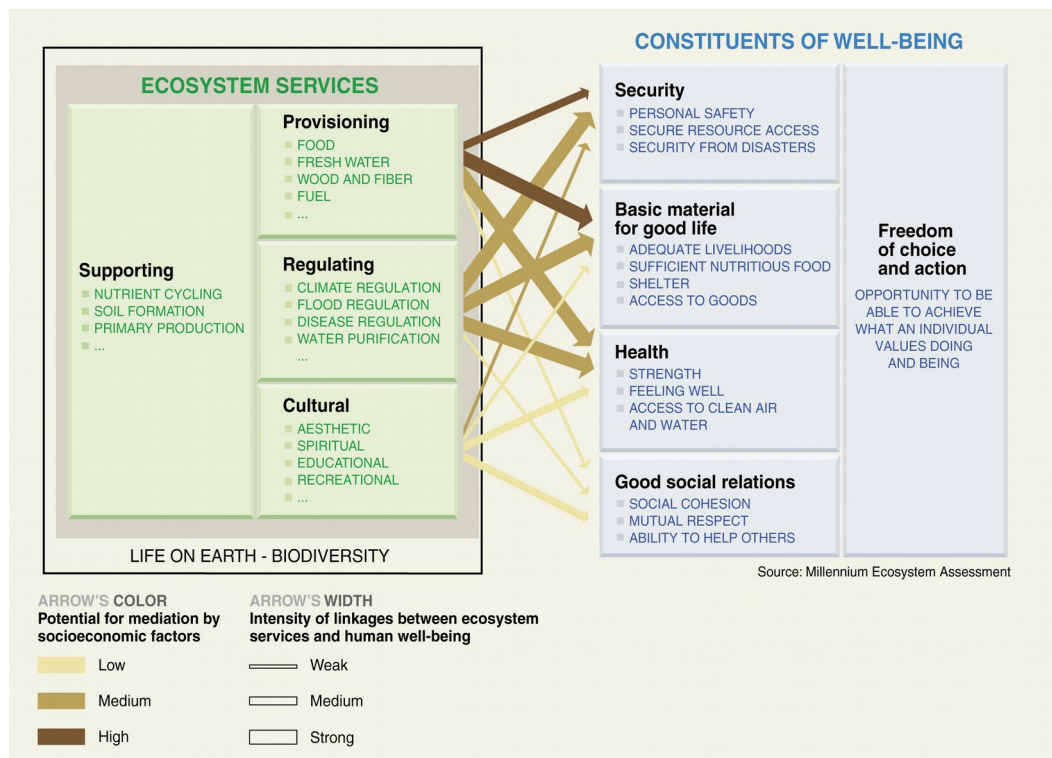 CONSTITUENTS OF WELL-BEING
ECOSYSTEM SERVICES
Supporting
NUTRIENT CYCLING
SOIL FORMATION
PRIMARY PRODUCTION
...
Provisioning
FOOD
FRESH WATER
WOOD AND FIBER
FUEL
...
Regulating
CLIMATE REGULATION
FLOOD REGULATION
DISEASE REGULATION
WATER PURIFICATION
...
Cultural
AESTHETIC
SPIRITUAL
EDUCATIONAL
RECREATIONAL
...
LIFE ON EARTH - BIODIVERSITY
Security
PERSONAL SAFETY
SECURE RESOURCE ACCESS
SECURITY FROM DISASTERS
Basic material
for good life
ADEQUATE LIVELIHOODS
SUFFICIENT NUTRITIOUS FOOD
SHELTER
ACCESS TO GOODS
Health
STRENGTH
FEELING WELL
ACCESS TO CLEAN AIR
AND WATER
Good social relations
SOCIAL COHESION
MUTUAL RESPECT
ABILITY TO HELP OTHERS
Freedom
of choice
and action
OPPORTUNITY TO BE
ABLE TO ACHIEVE
WHAT AN INDIVIDUAL
VALUES DOING
AND BEING
Source: Millennium Ecosystem Assessment
ARROW'S COLOR
Potential for mediation by
socioeconomic factors
Low
Medium
High
ARROW'S WIDTH
Intensity of linkages between ecosystem
services and human well-being
Weak
Medium
Strong